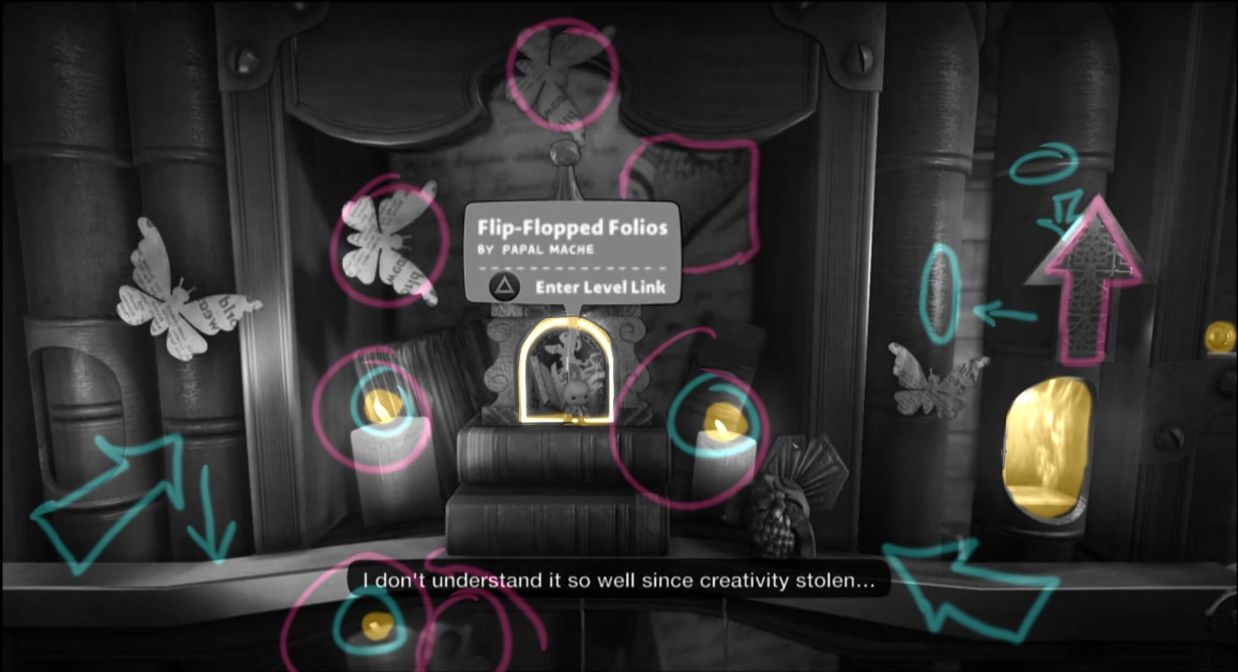 Flip-Flopped Folios
BY PAPAL MACHE
Enter Level Link
I don't understand it so well since creativity stolen...